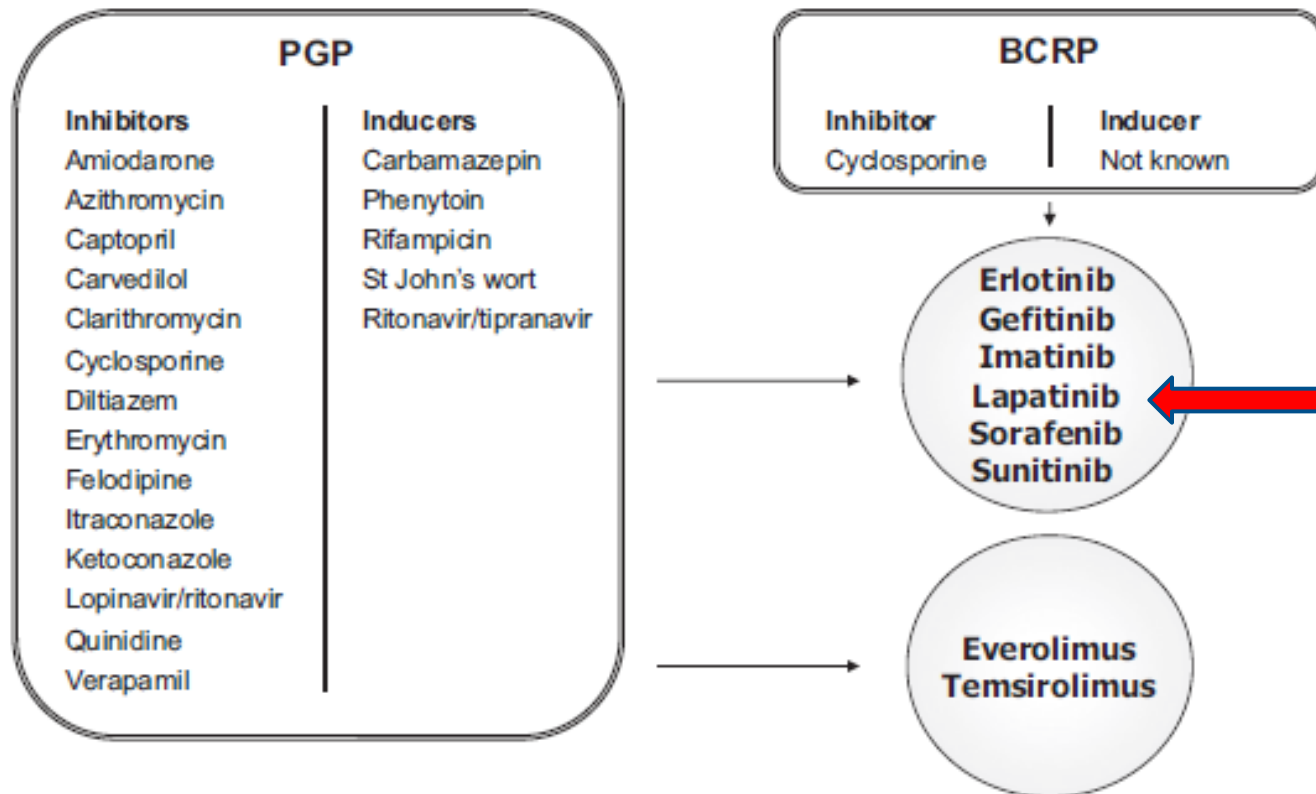 PGP
Inhibitors
Amiodarone
Azithromycin
Captopril
Carvedilol
Clarithromycin
Cyclosporine
Diltiazem
Erythromycin
Felodipine
Itraconazole
Ketoconazole
Lopinavir/ritonavir
Quinidine
Verapamil
Inducers
Carbamazepin
Phenytoin
Rifampicin
St John's wort
Ritonavir/tipranavir
BCRP
Inhibitor
Cyclosporine
Inducer
Not known
Erlotinib
Gefitinib
Imatinib
Lapatinib
Sorafenib
Sunitinib
Everolimus
Temsirolimus